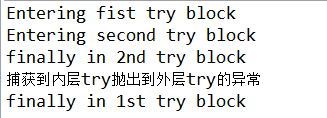 Entering fist try block
Entering second try block
finally in 2nd try block
捕获到内层try抛出到外层try的异常
finally in 1st try block